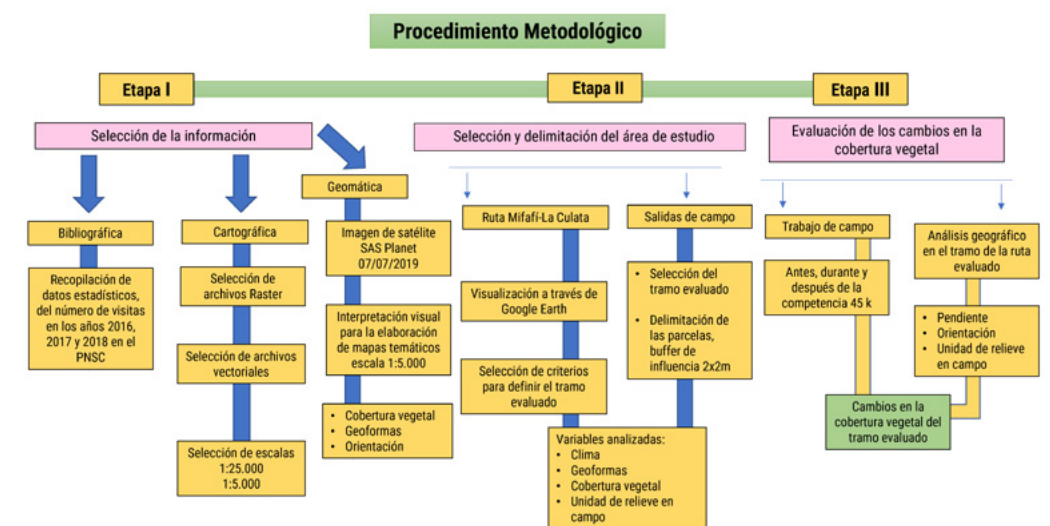 Procedimiento Metodológico
Etapa I
Etapa II
Etapa III
Selección de la información
Selección y delimitación del área de estudio
Evaluación de los cambios en la
cobertura vegetal
Bibliográfica
Recopilación de
datos estadísticos,
del número de visitas
en los años 2016,
2017 y 2018 en el
PNSC
Cartográfica
Selección de
archivos Raster
Selección de archivos
vectoriales
Selección de escalas
1:25.000
1:5.000
Geomática
Imagen de satélite
SAS Planet
07/07/2019
Interpretación visual
para la elaboración
de mapas temáticos
escala 1:5.000
• Cobertura vegetal
• Geoformas
• Orientación
Ruta Mifafí-La Culata
Visualización a través de
Google Earth
Selección de criterios
para definir el tramo
evaluado
Salidas de campo
• Selección del
tramo evaluado
• Delimitación de
las parcelas,
buffer de
influencia 2x2m
Variables analizadas:
• Clima
• Geoformas
• Cobertura vegetal
• Unidad de relieve en
campo
Trabajo de campo
Antes, durante y
después de la
competencia 45 k
Análisis geográfico
en el tramo de la ruta
evaluado
• Pendiente
• Orientación
• Unidad de relieve
en campo
Cambios en la
cobertura vegetal del
tramo evaluado